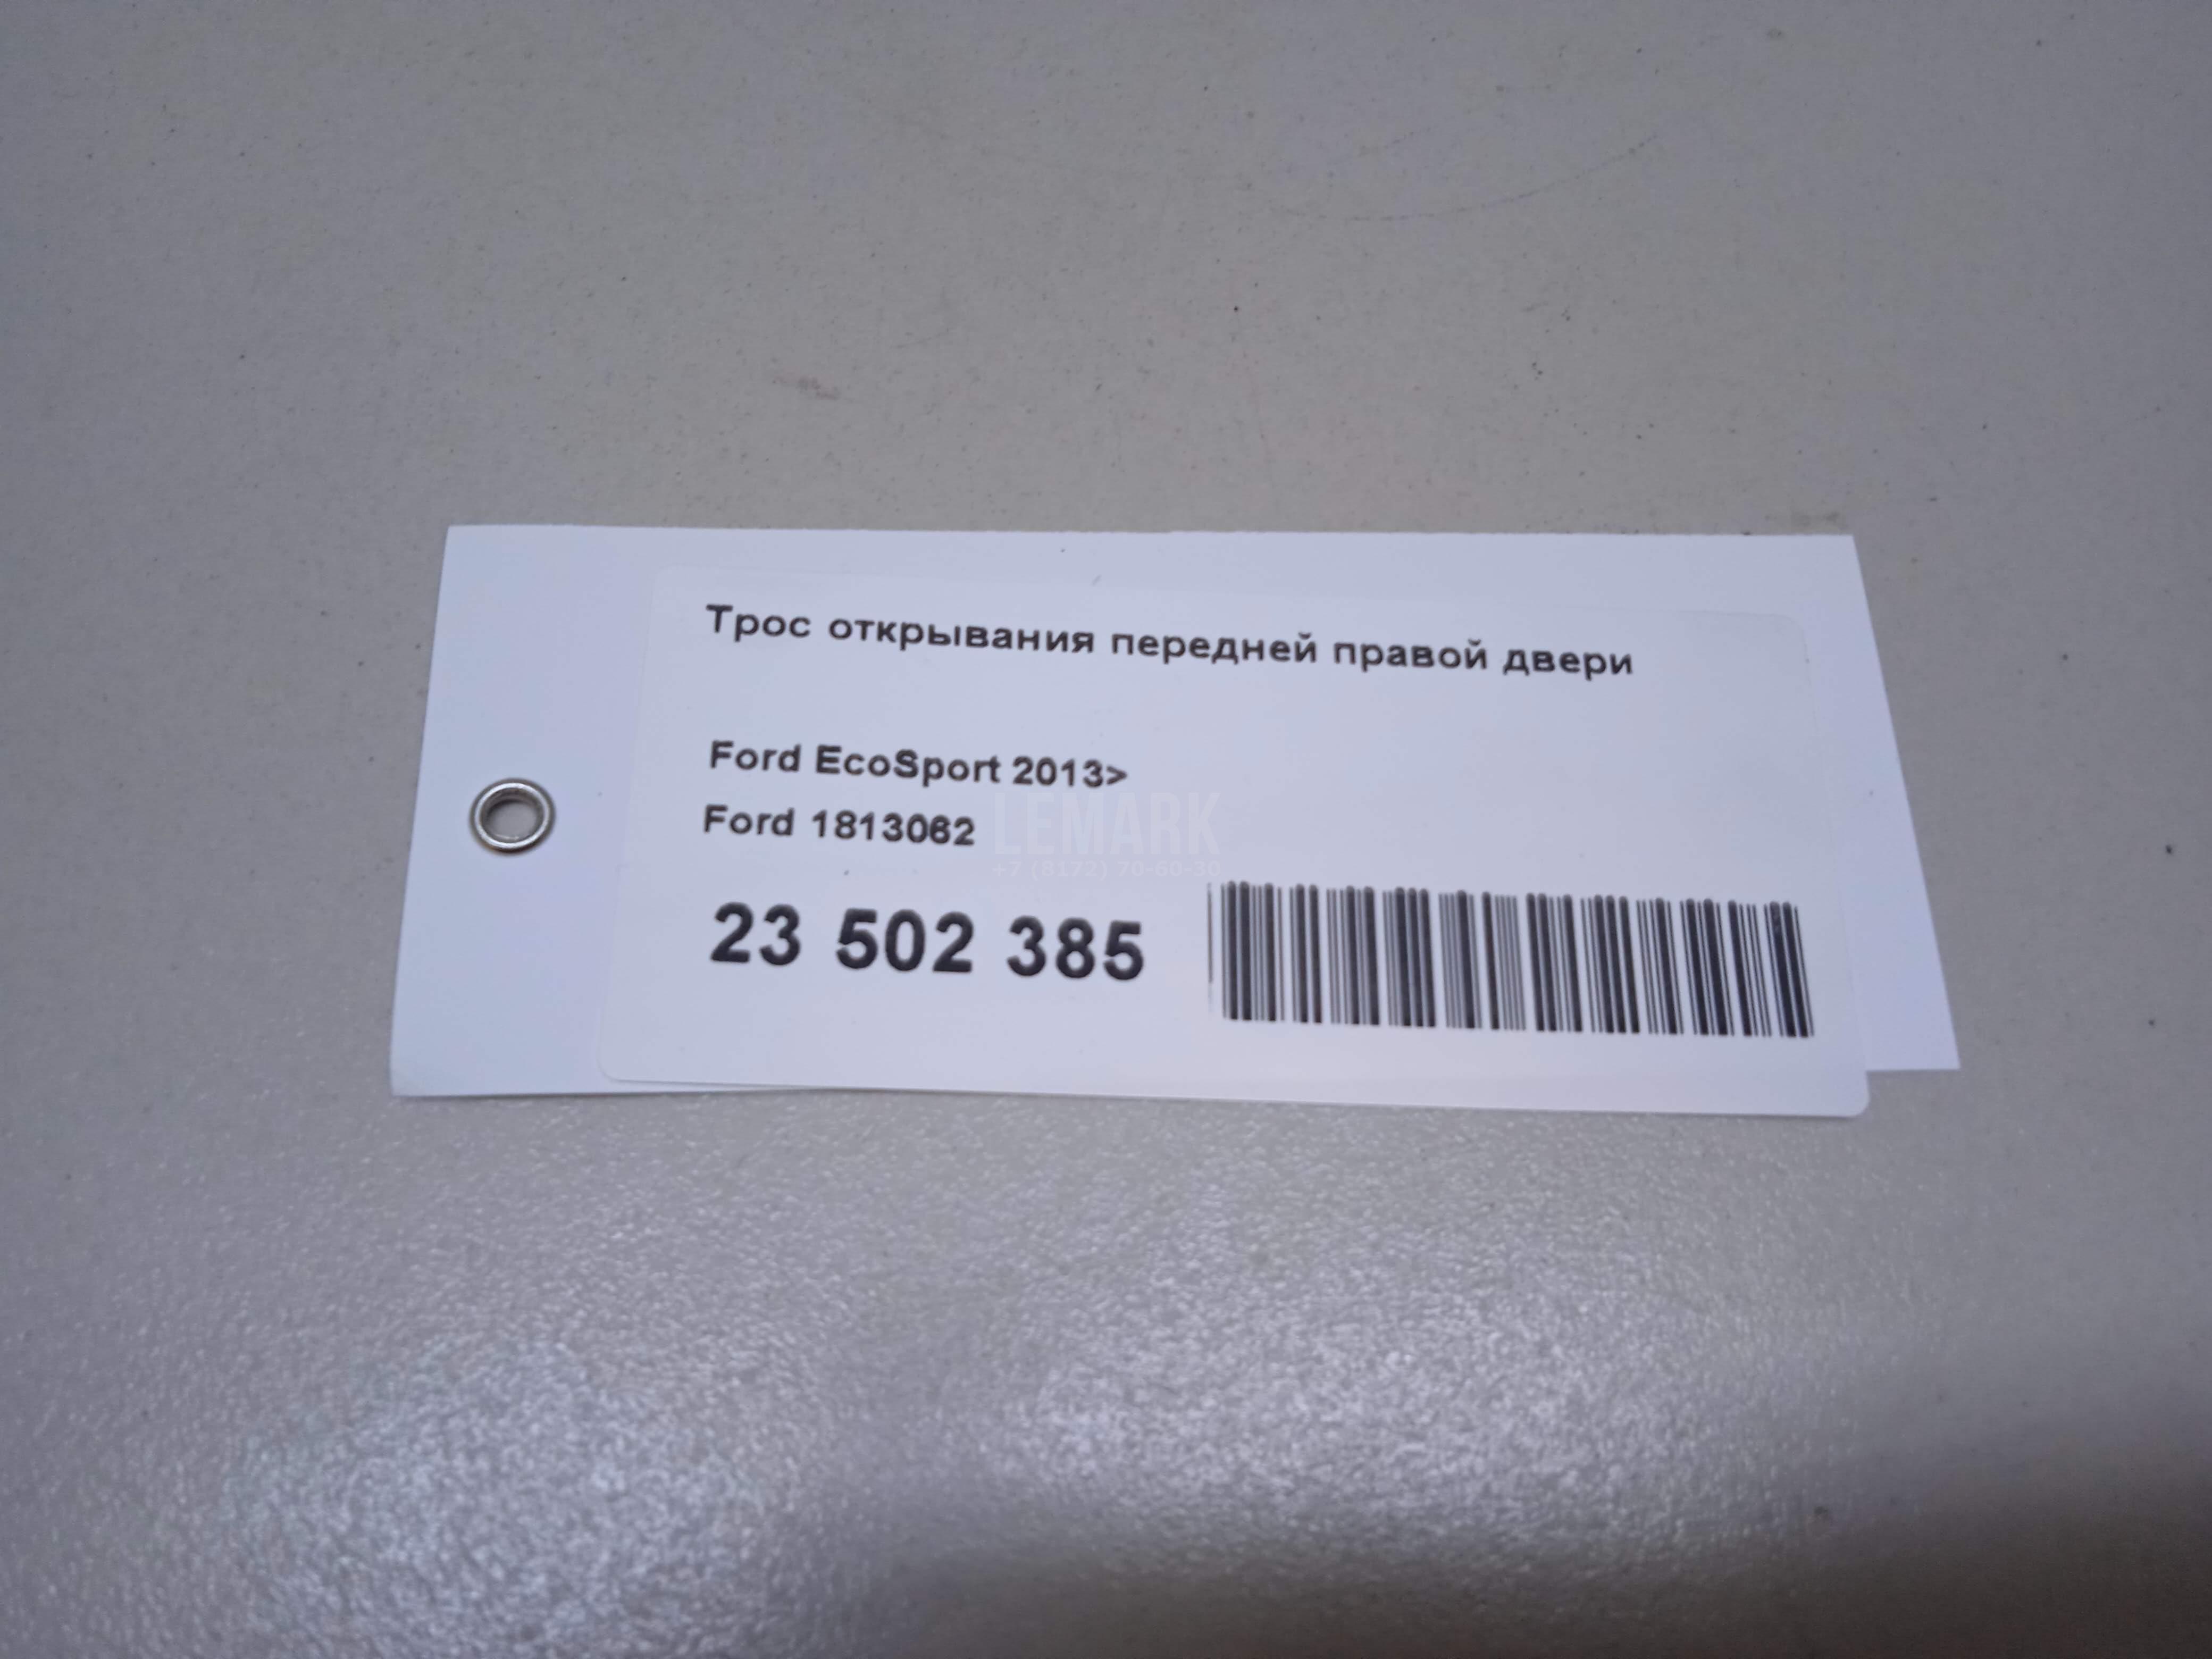 Трос открывания передней правой двери
Ford EcoSport 2013>
Ford 1813062
LEMARK
+7 (8172) 70-60-30
23 502 385